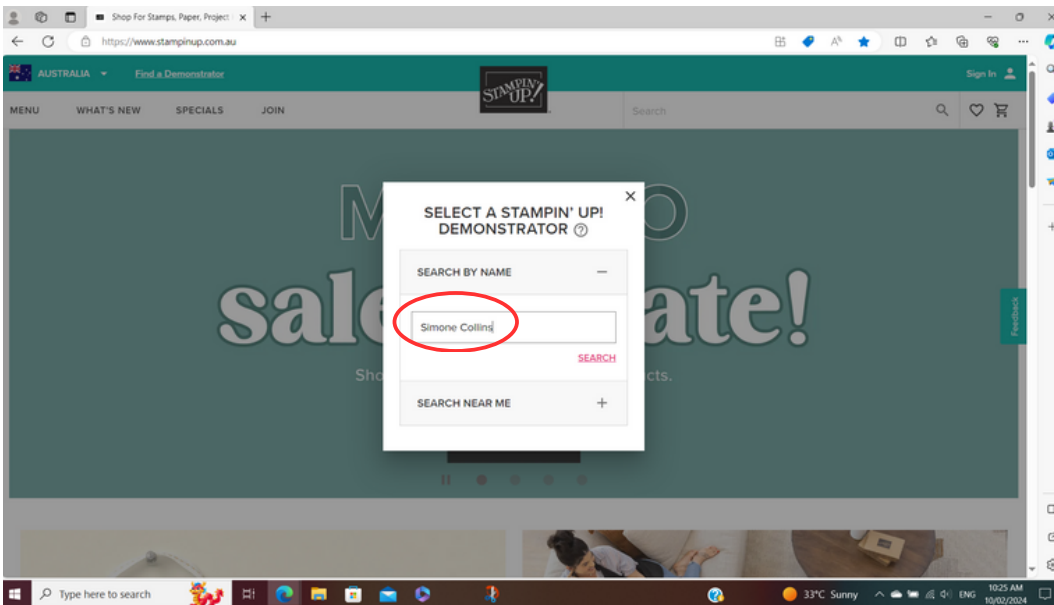 Shop For Stamps, Paper, Project
https://www.stampinup.com.au
AUSTRALIA
Find a Demonstrator
STAMPIN' UP!
Sign In
MENU
WHAT'S NEW
SPECIALS
JOIN
Search
SELECT A STAMPIN' UP!
DEMONSTRATOR
SEARCH BY NAME
Simone Collins
SEARCH
SEARCH NEAR ME
Feedback
Type here to search
33°C Sunny
ENG
10:25 AM
10/02/2024